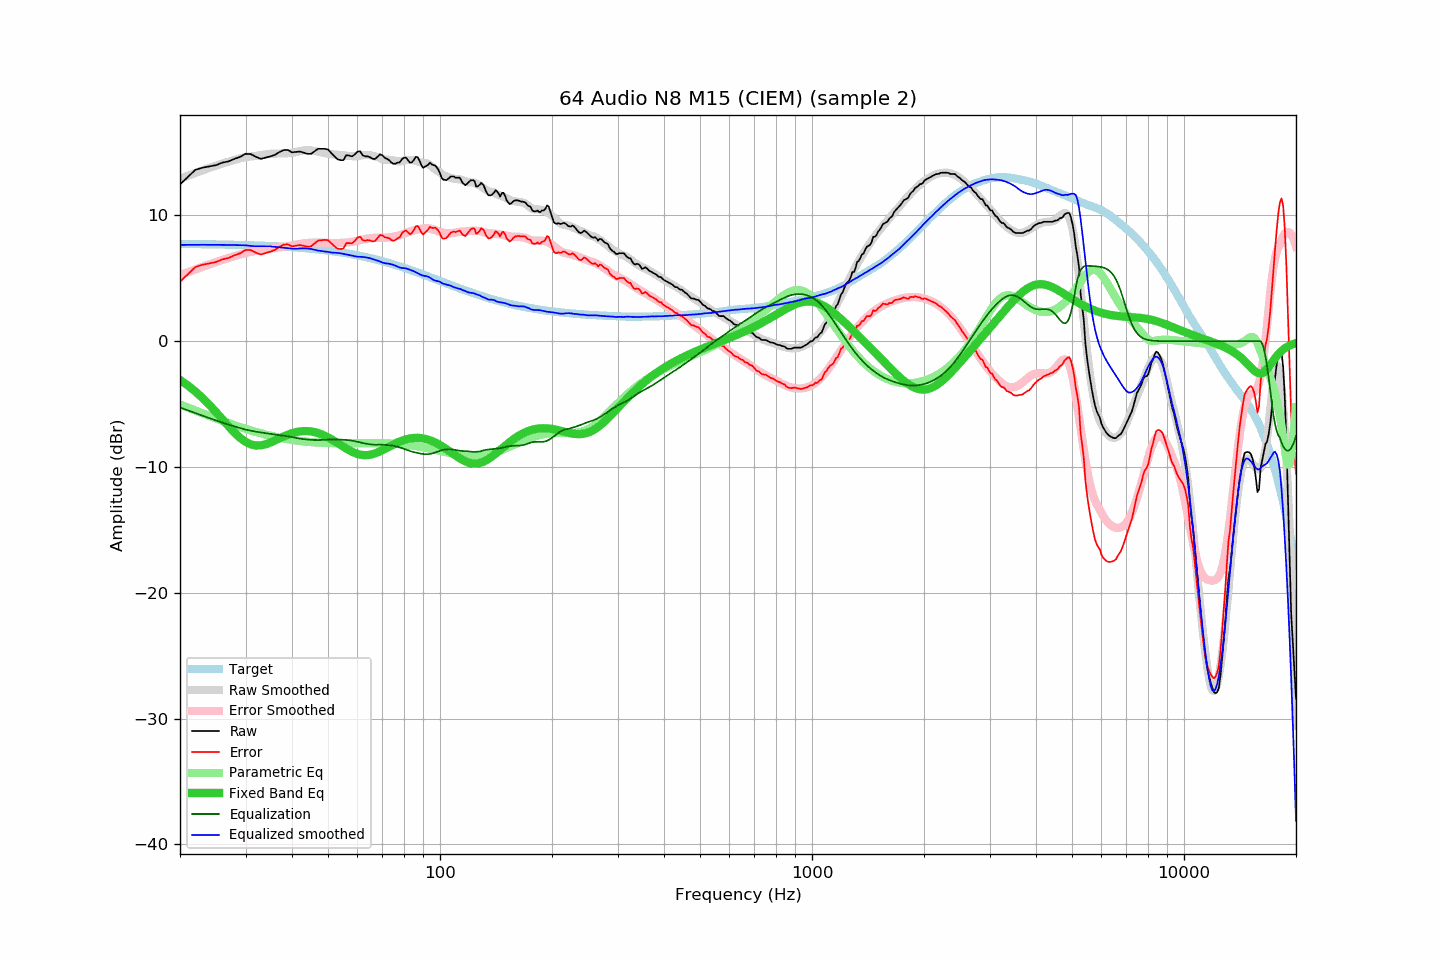 64 Audio N8 M15 (CIEM) (sample 2)
10
0
−10
−20
−30
−40
Amplitude (dBr)
Target
Raw Smoothed
Error Smoothed
Raw
Error
Parametric Eq
Fixed Band Eq
Equalization
Equalized smoothed
100 1000 10000
Frequency (Hz)